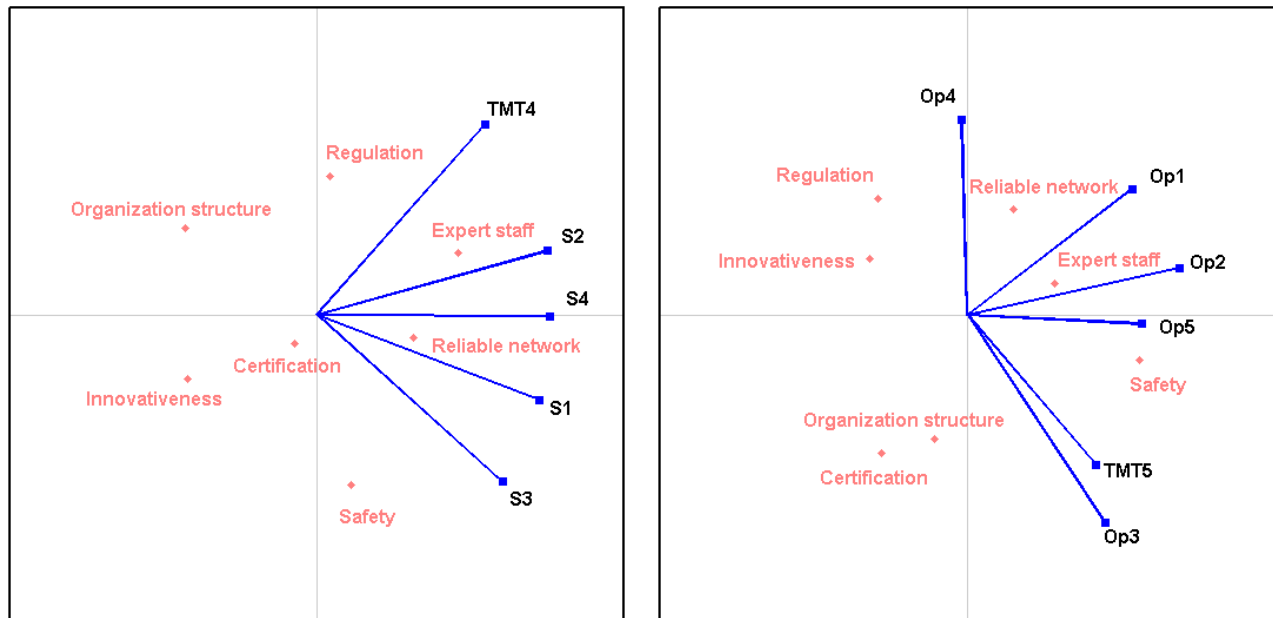 TMT4
Regulation
Organization structure
Expert staff
S2
S4
Reliable network
Certification
Innovativeness
S1
S3
Safety
Op4
Regulation
Reliable network
Op1
Innovativeness
Expert staff
Op2
Op5
Safety
Organization structure
Certification
TMT5
Op3